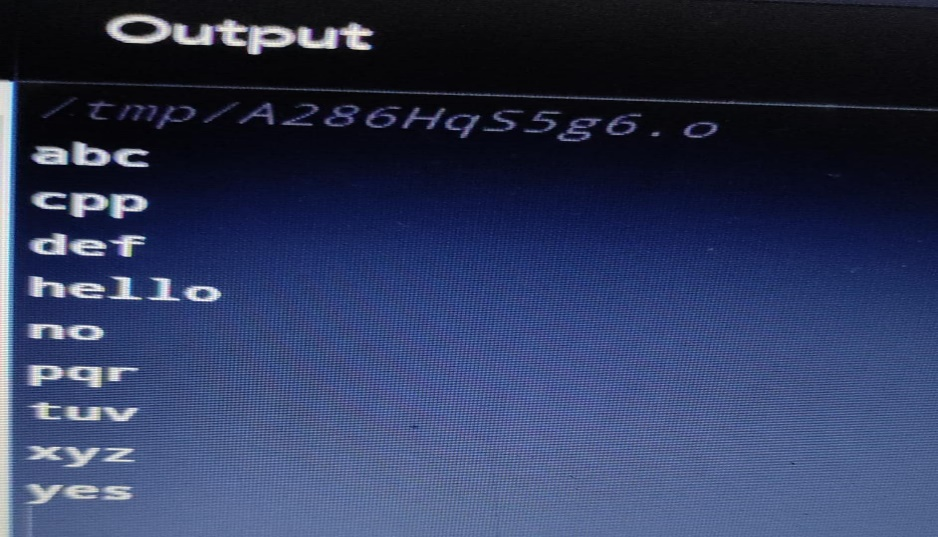 Output
/tmp/A286HqS5g6.o
abc
cpp
def
hello
no
pqr
tuv
xyz
yes